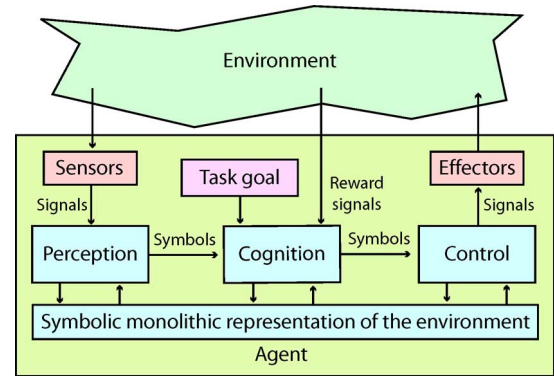 Environment
Sensors
Task goal
Effectors
Signals
Reward
signals
Signals
Perception
Symbols
Cognition
Symbols
Control
Symbolic monolithic representation of the environment
Agent